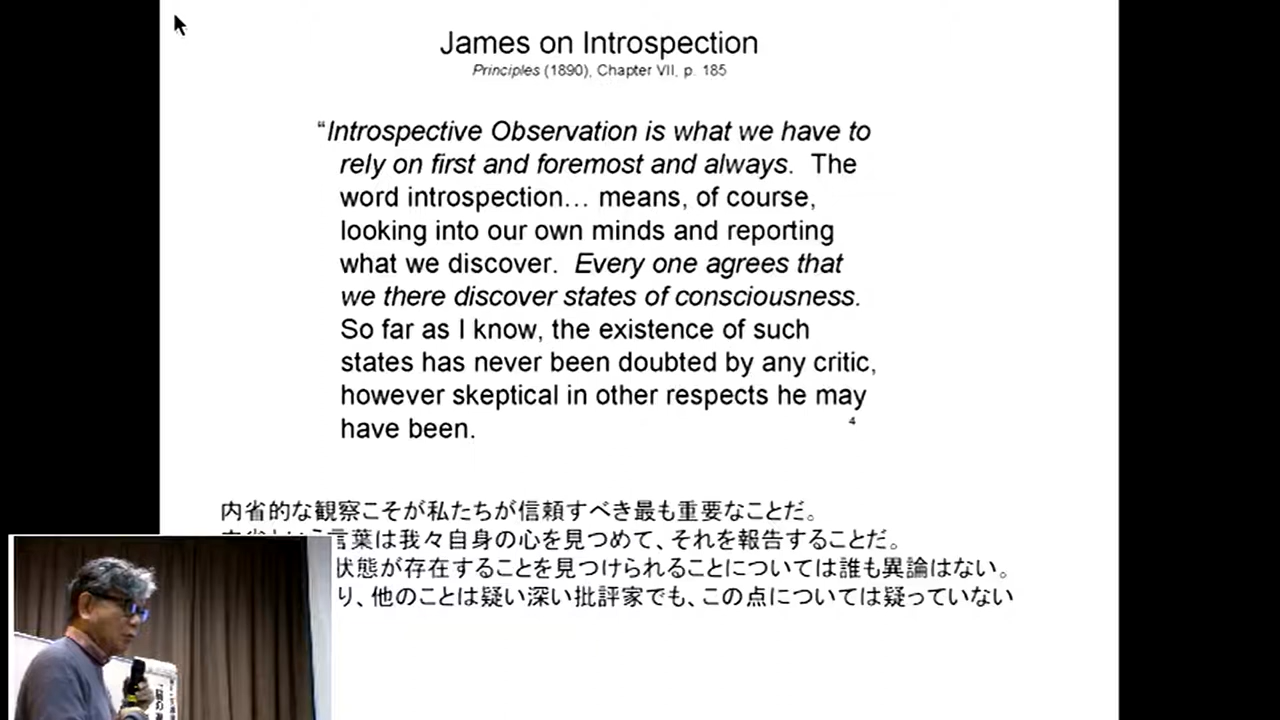 James on Introspection
Principles (1890), Chapter VII, p. 185
“Introspective Observation is what we have to
rely on first and foremost and always. The
word introspection… means, of course,
looking into our own minds and reporting
what we discover. Every one agrees that
we there discover states of consciousness.
So far as I know, the existence of such
states has never been doubted by any critic,
however skeptical in other respects he may
have been.
4
内省的な観察こそが私たちが信頼すべき最も重要なことだ。
言葉は我々自身の心を見つめて、それを報告することだ。
状態が存在することを見つけられることについては誰も異論はない。
り、他のことは疑い深い批評家でも、この点については疑っていない